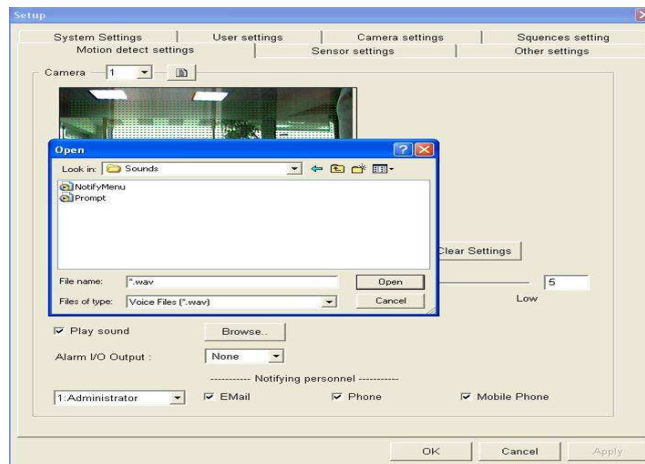 Setup
System Settings User settings Camera settings Squences setting
Motion detect settings Sensor settings Other settings
Camera 1
Open
Look in: Sounds
NotifyMenu
Prompt
Clear Settings
File name: *.wav Open
5
Files of type: Voice Files (*.wav) Cancel
Low
Play sound Browse..
Alarm I/O Output : None
---------- Notifying personnel ----------
1:Administrator EMail Phone Mobile Phone
OK Cancel Apply